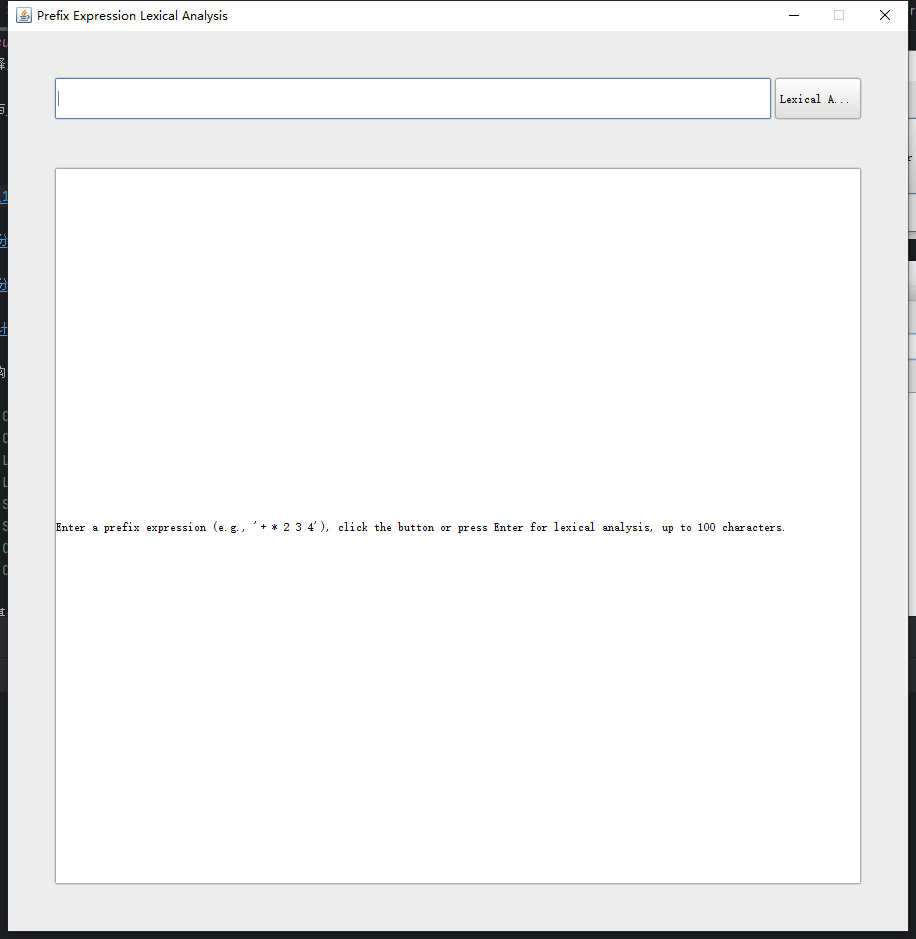 Prefix Expression Lexical Analysis
Lexical A...
Enter a prefix expression (e.g., '+ * 2 3 4'), click the button or press Enter for lexical analysis, up to 100 characters.